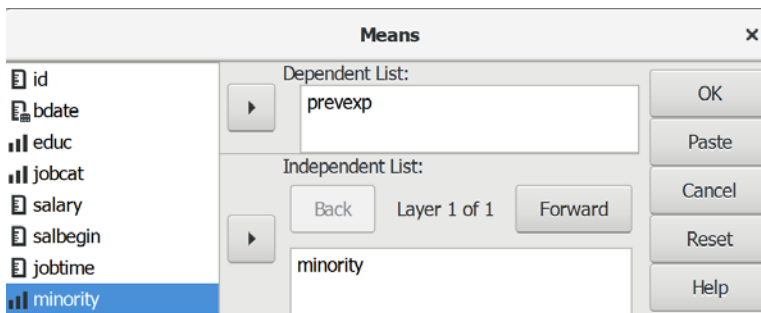 Means
id
bdate
educ
jobcat
salary
salbegin
jobtime
minority
Dependent List:
prevexp
Independent List:
Back Layer 1 of 1 Forward
minority
OK
Paste
Cancel
Reset
Help